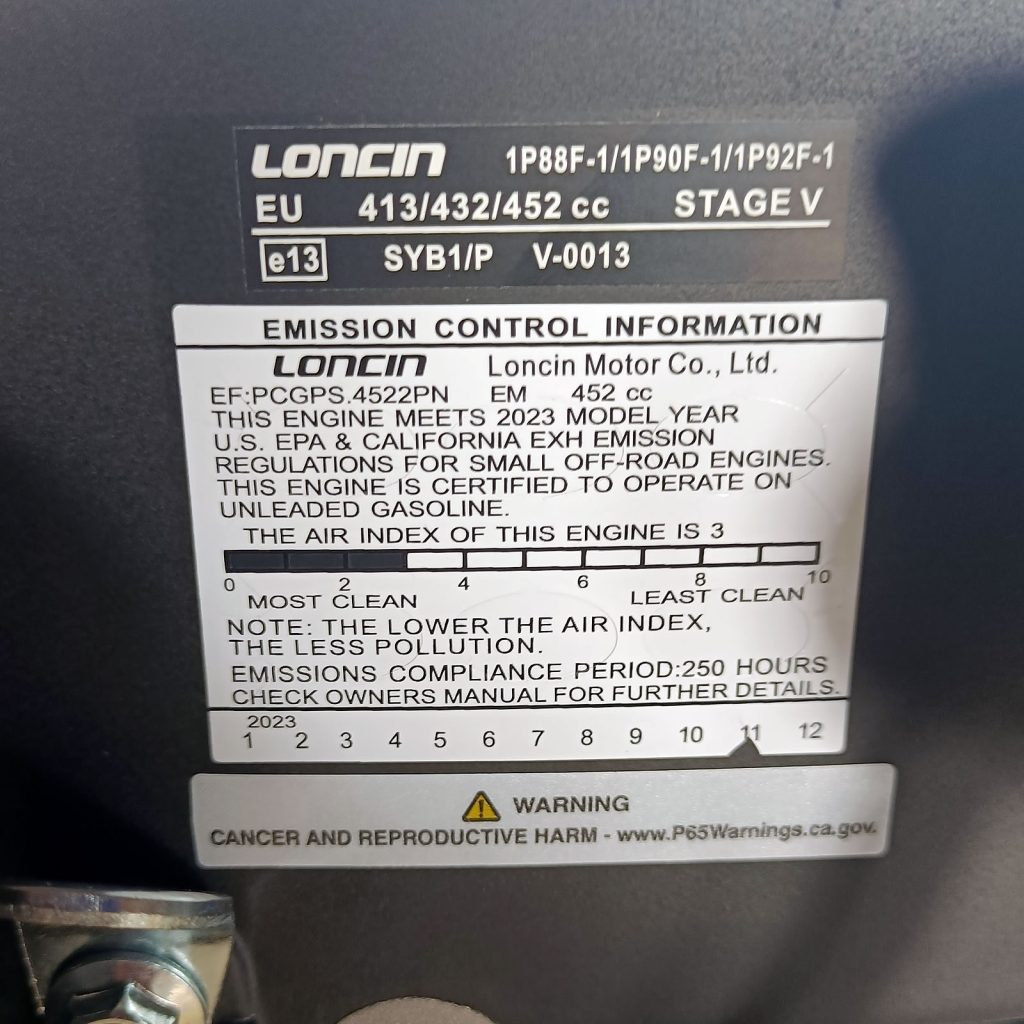 LONCIN 1P88F-1/1P90F-1/1P92F-1
EU 413/432/452 cc STAGE V
e13 SYB1/P V-0013
EMISSION CONTROL INFORMATION
LONCIN Loncin Motor Co., Ltd.
EF:PCGPS.4522PN EM 452 cc
THIS ENGINE MEETS 2023 MODEL YEAR
U.S. EPA & CALIFORNIA EXH EMISSION
REGULATIONS FOR SMALL OFF-ROAD ENGINES.
THIS ENGINE IS CERTIFIED TO OPERATE ON
UNLEADED GASOLINE.
THE AIR INDEX OF THIS ENGINE IS 3
0 2 4 6 8 10
MOST CLEAN LEAST CLEAN
NOTE: THE LOWER THE AIR INDEX,
THE LESS POLLUTION.
EMISSIONS COMPLIANCE PERIOD:250 HOURS
CHECK OWNERS MANUAL FOR FURTHER DETAILS.
2023
1 2 3 4 5 6 7 8 9 10 11 12
WARNING
CANCER AND REPRODUCTIVE HARM - www.P65Warnings.ca.gov.